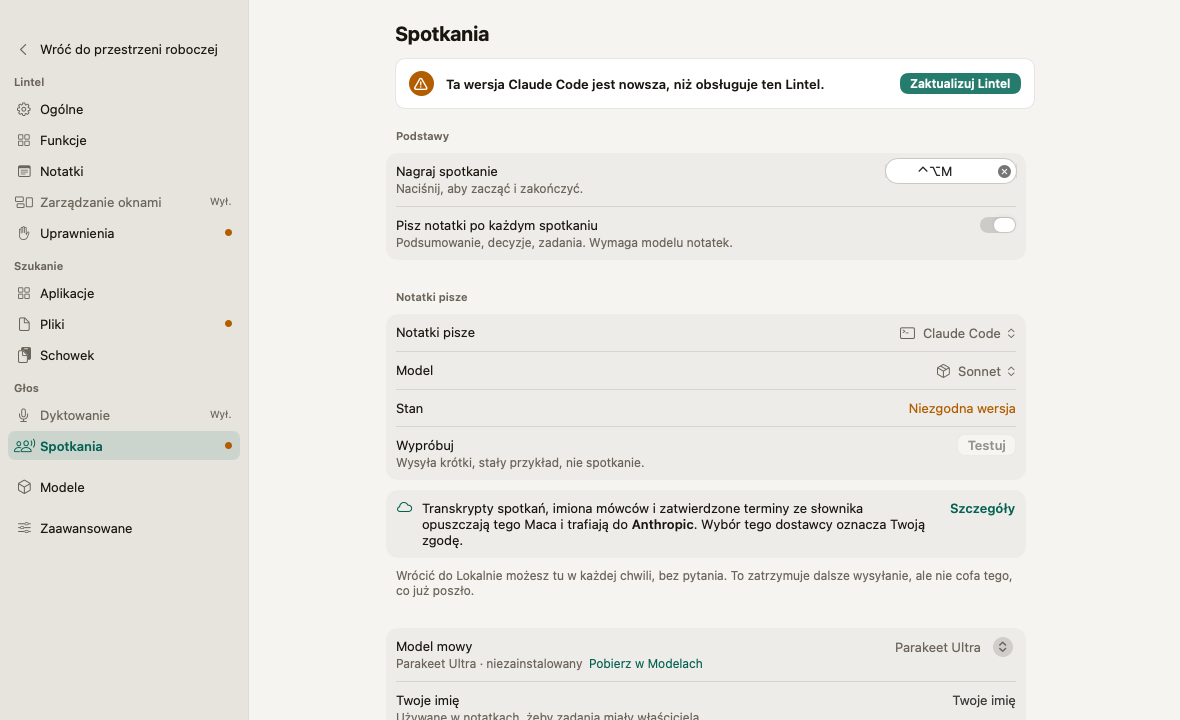 Wróć do przestrzeni roboczej
Lintel
Ogólne
Funkcje
Notatki
Zarządzanie oknami
Wył.
Uprawnienia
Szukanie
Aplikacje
Pliki
Schowek
Głos
Dyktowanie
Wył.
Spotkania
Modele
Zaawansowane
Spotkania
Ta wersja Claude Code jest nowsza, niż obsługuje ten Lintel.
Zaktualizuj Lintel
Podstawy
Nagraj spotkanie
Naciśnij, aby zacząć i zakończyć.
⌃⌥M
Pisz notatki po każdym spotkaniu
Podsumowanie, decyzje, zadania. Wymaga modelu notatek.
Notatki pisze
Notatki pisze
Claude Code
Model
Sonnet
Stan
Niezgodna wersja
Wypróbuj
Wysyła krótki, stały przykład, nie spotkanie.
Testuj
Transkrypty spotkań, imiona mówców i zatwierdzone terminy ze słownika
opuszczają tego Maca i trafiają do Anthropic. Wybór tego dostawcy oznacza Twoją
zgodę.
Szczegóły
Wrócić do Lokalnie możesz tu w każdej chwili, bez pytania. To zatrzymuje dalsze wysyłanie, ale nie cofa tego,
co już poszło.
Model mowy
Parakeet Ultra · niezainstalowany Pobierz w Modelach
Parakeet Ultra
Twoje imię
Używane w notatkach, żeby zadania miały właściciela.
Twoje imię